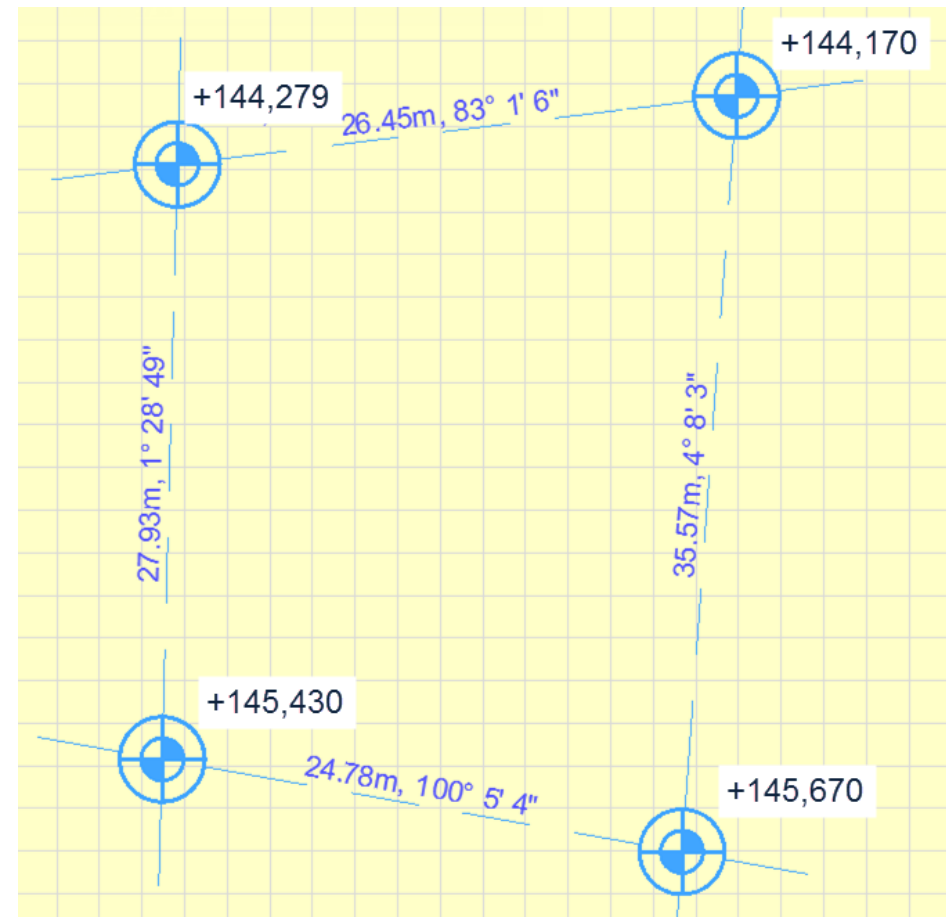 +144,170
+144,279
26.45m, 83° 1' 6"
27.93m, 1° 28' 49"
35.57m, 4° 8' 3"
+145,430
24.78m, 100° 5' 4"
+145,670